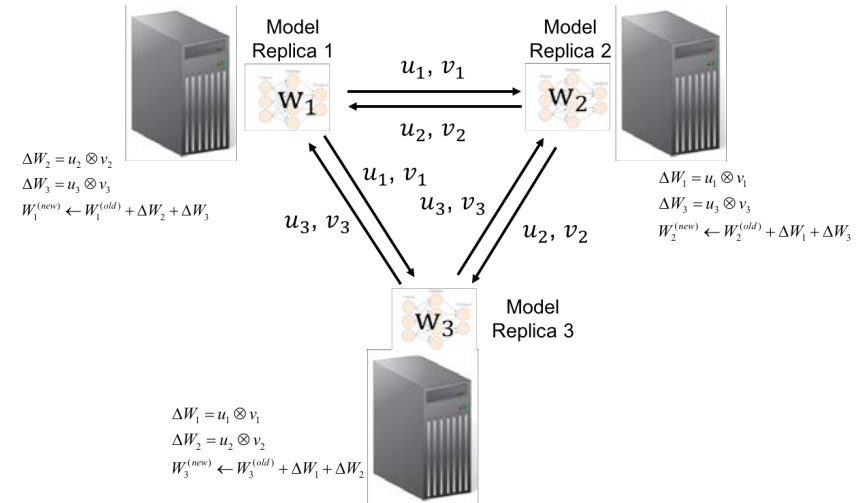 Model
Replica 1
Model
Replica 2
W₁
u₁, v₁
W₂
u₂, v₂
ΔW₂ = u₂ ⊗ v₂
ΔW₃ = u₃ ⊗ v₃
W₁⁽ⁿᵉʷ⁾ ← W₁⁽ᵒˡᵈ⁾ + ΔW₂ + ΔW₃
u₁, v₁
u₃, v₃
u₃, v₃
u₂, v₂
ΔW₁ = u₁ ⊗ v₁
ΔW₃ = u₃ ⊗ v₃
W₂⁽ⁿᵉʷ⁾ ← W₂⁽ᵒˡᵈ⁾ + ΔW₁ + ΔW₃
W₃
Model
Replica 3
ΔW₁ = u₁ ⊗ v₁
ΔW₂ = u₂ ⊗ v₂
W₃⁽ⁿᵉʷ⁾ ← W₃⁽ᵒˡᵈ⁾ + ΔW₁ + ΔW₂